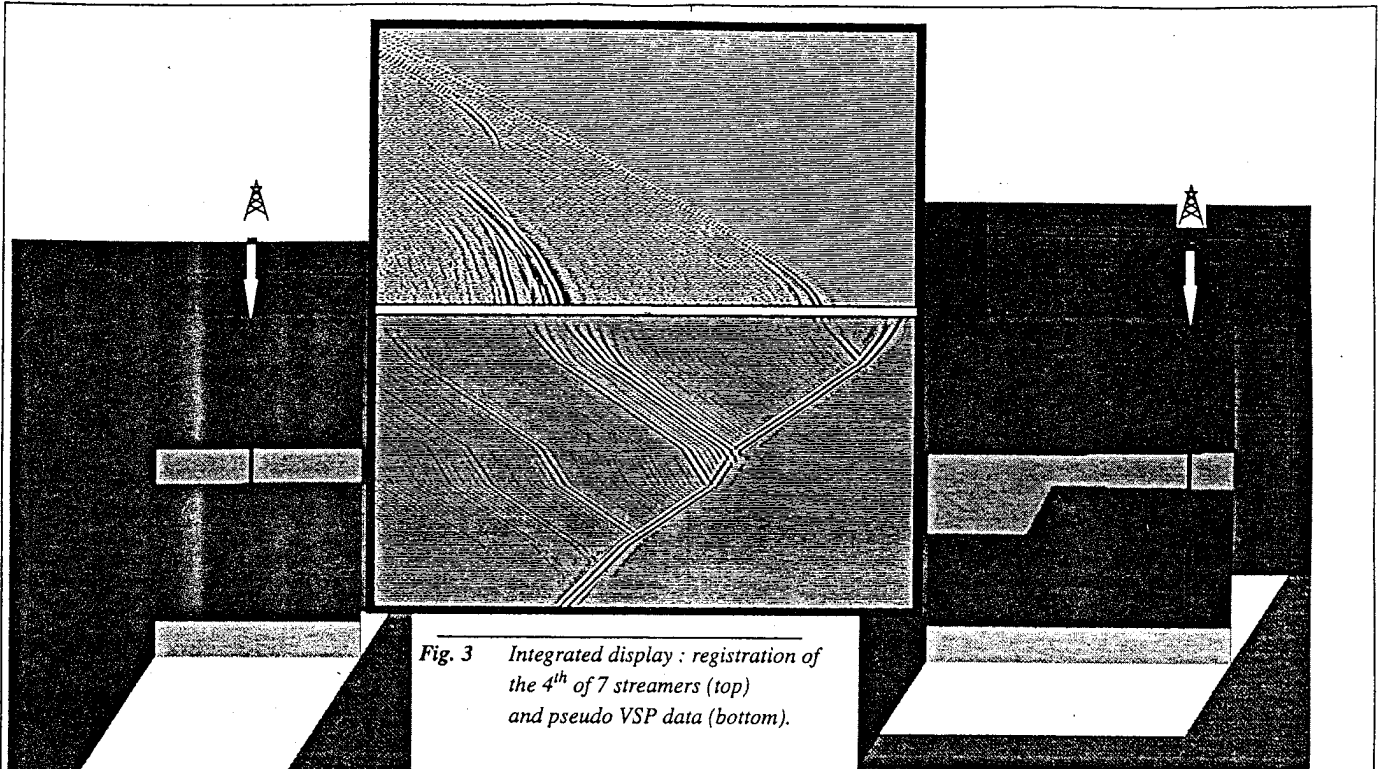 Fig. 3 Integrated display : registration of
the 4th of 7 streamers (top)
and pseudo VSP data (bottom).